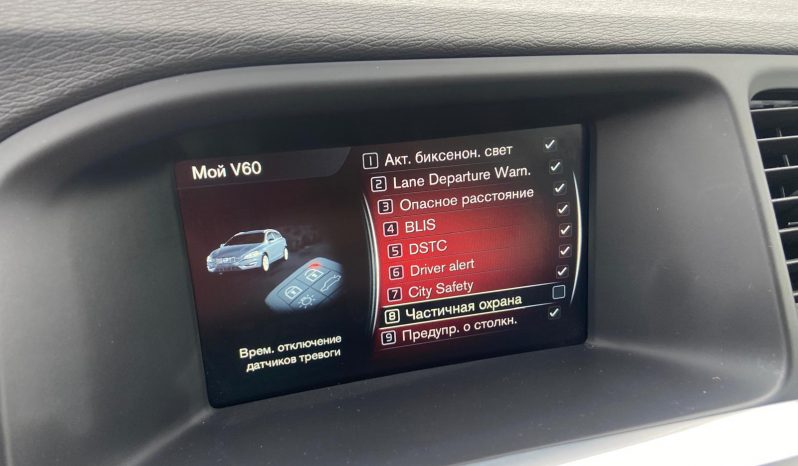 Мой V60
1 Акт. биксенон. свет
2 Lane Departure Warn.
3 Опасное расстояние
4 BLIS
5 DSTC
6 Driver alert
7 City Safety
8 Частичная охрана
9 Предупр. о столкн.
Врем. отключение
датчиков тревоги